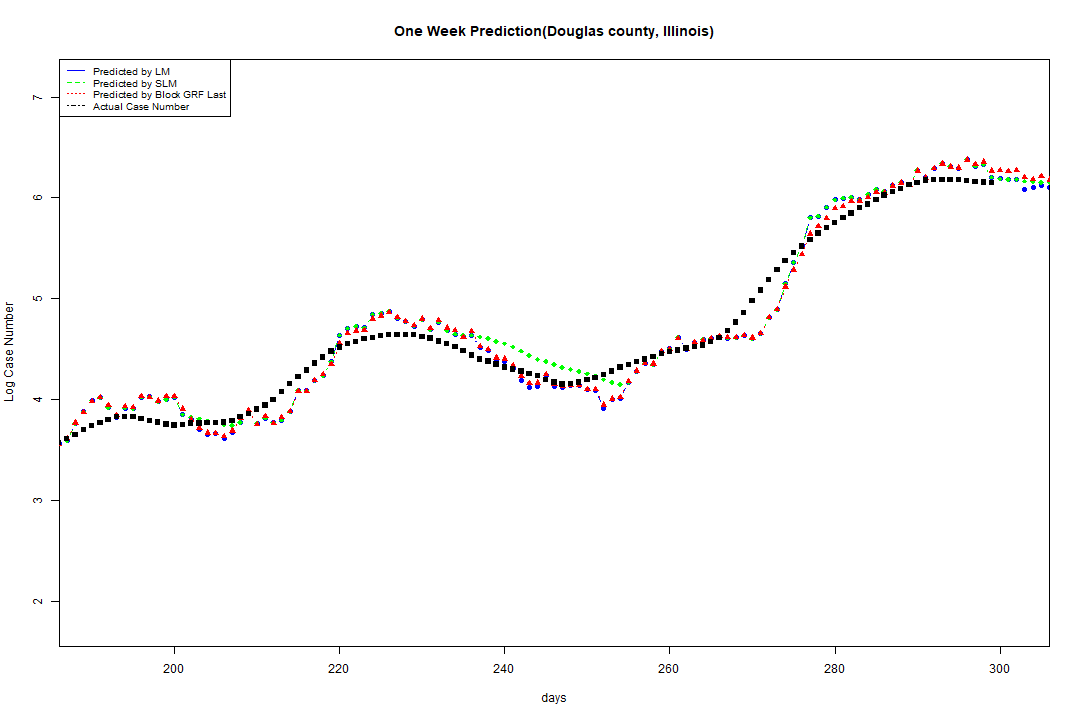 One Week Prediction(Douglas county, Illinois)
Predicted by LM
Predicted by SLM
Predicted by Block GRF Last
Actual Case Number
7
6
5
4
3
2
Log Case Number
200 220 240 260 280 300
days